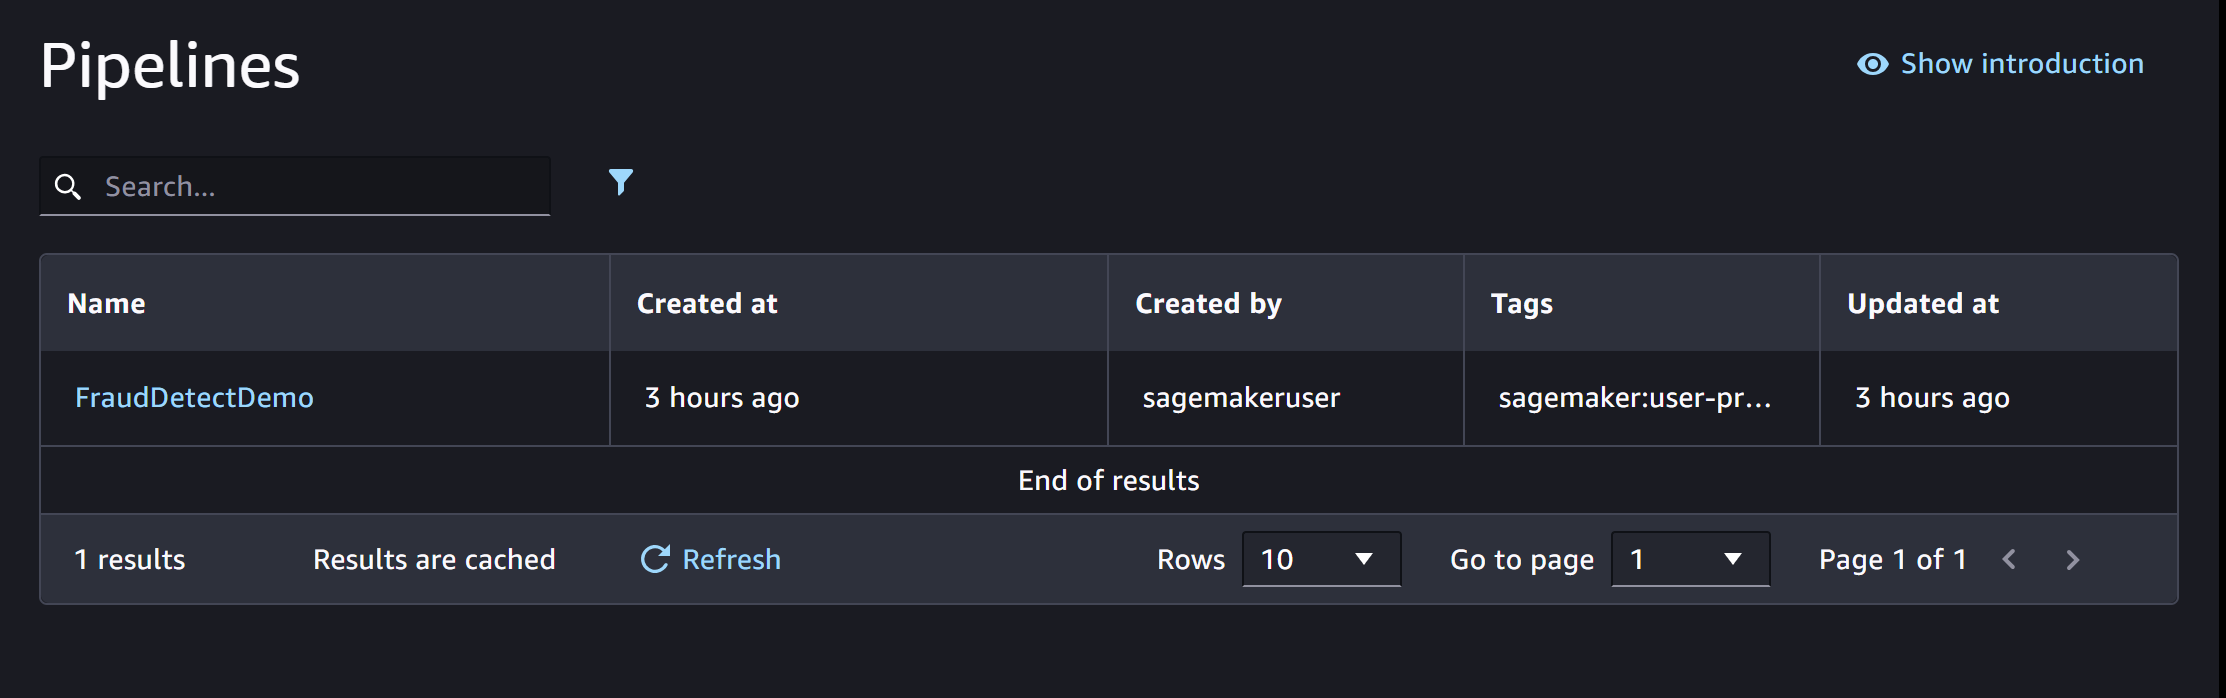 Pipelines
Show introduction
Search...
Name Created at Created by Tags Updated at
FraudDetectDemo 3 hours ago sagemakeruser sagemaker:user-pr... 3 hours ago
End of results
1 results Results are cached Refresh Rows 10 Go to page 1 Page 1 of 1